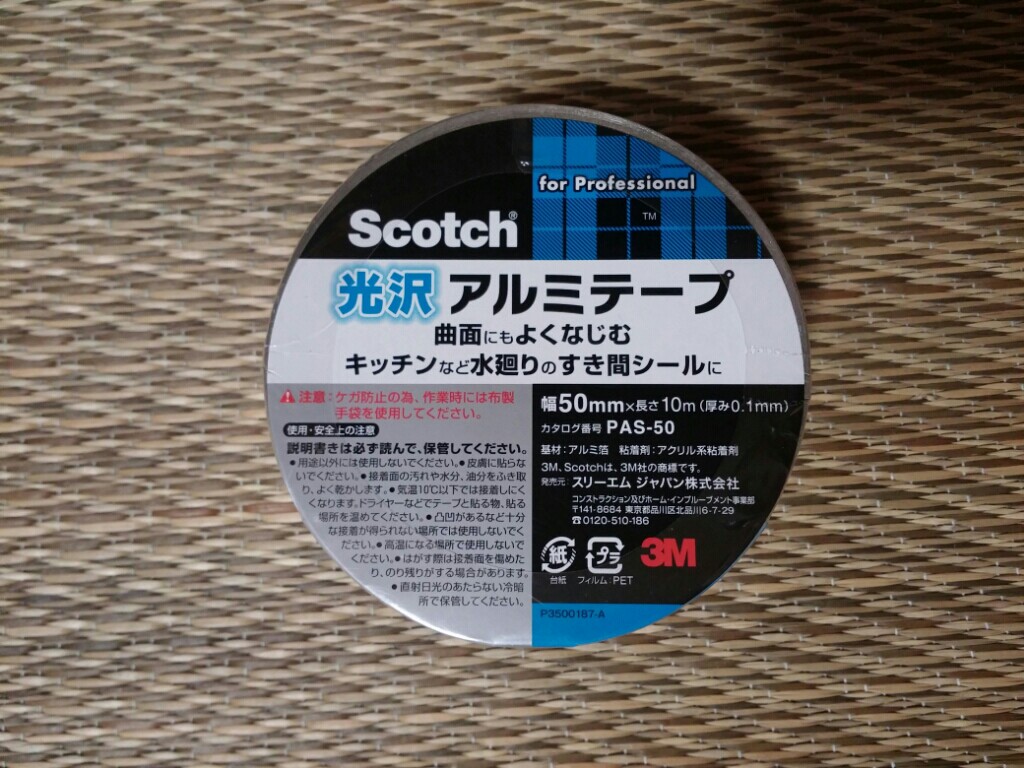 for Professional
Scotch®
TM
光沢 アルミテープ
曲面にもよくなじむ
キッチンなど水廻りのすき間シールに
注意:ケガ防止の為、作業時には布製
手袋を使用してください。
使用・安全上の注意
説明書きは必ず読んで、保管してください。
●用途以外には使用しないでください。●皮膚に貼らな
いでください。●接着面の汚れや水分、油分をふき取
り、よく乾かします。●気温10℃以下では接着しにく
くなります。ドライヤーなどでテープと貼る物、貼る
場所を温めてください。●凸凹があるなど十分
な接着が得られない場所では使用しないでく
ださい。●高温になる場所で使用しないで
ください。●はがす際は接着面を傷めた
り、のり残りがする場合があります。
●直射日光のあたらない冷暗
所で保管してください。
幅50mm×長さ10m(厚み0.1mm)
カタログ番号 PAS-50
基材:アルミ箔 粘着剤:アクリル系粘着剤
3M、Scotchは、3M社の商標です。
発売元:スリーエム ジャパン株式会社
コンストラクション及びホーム・インプルーブメント事業部
〒141-8684 東京都品川区北品川6-7-29
☎0120-510-186
紙 プラ 3M
台紙 フィルム:PET
P3500187-A